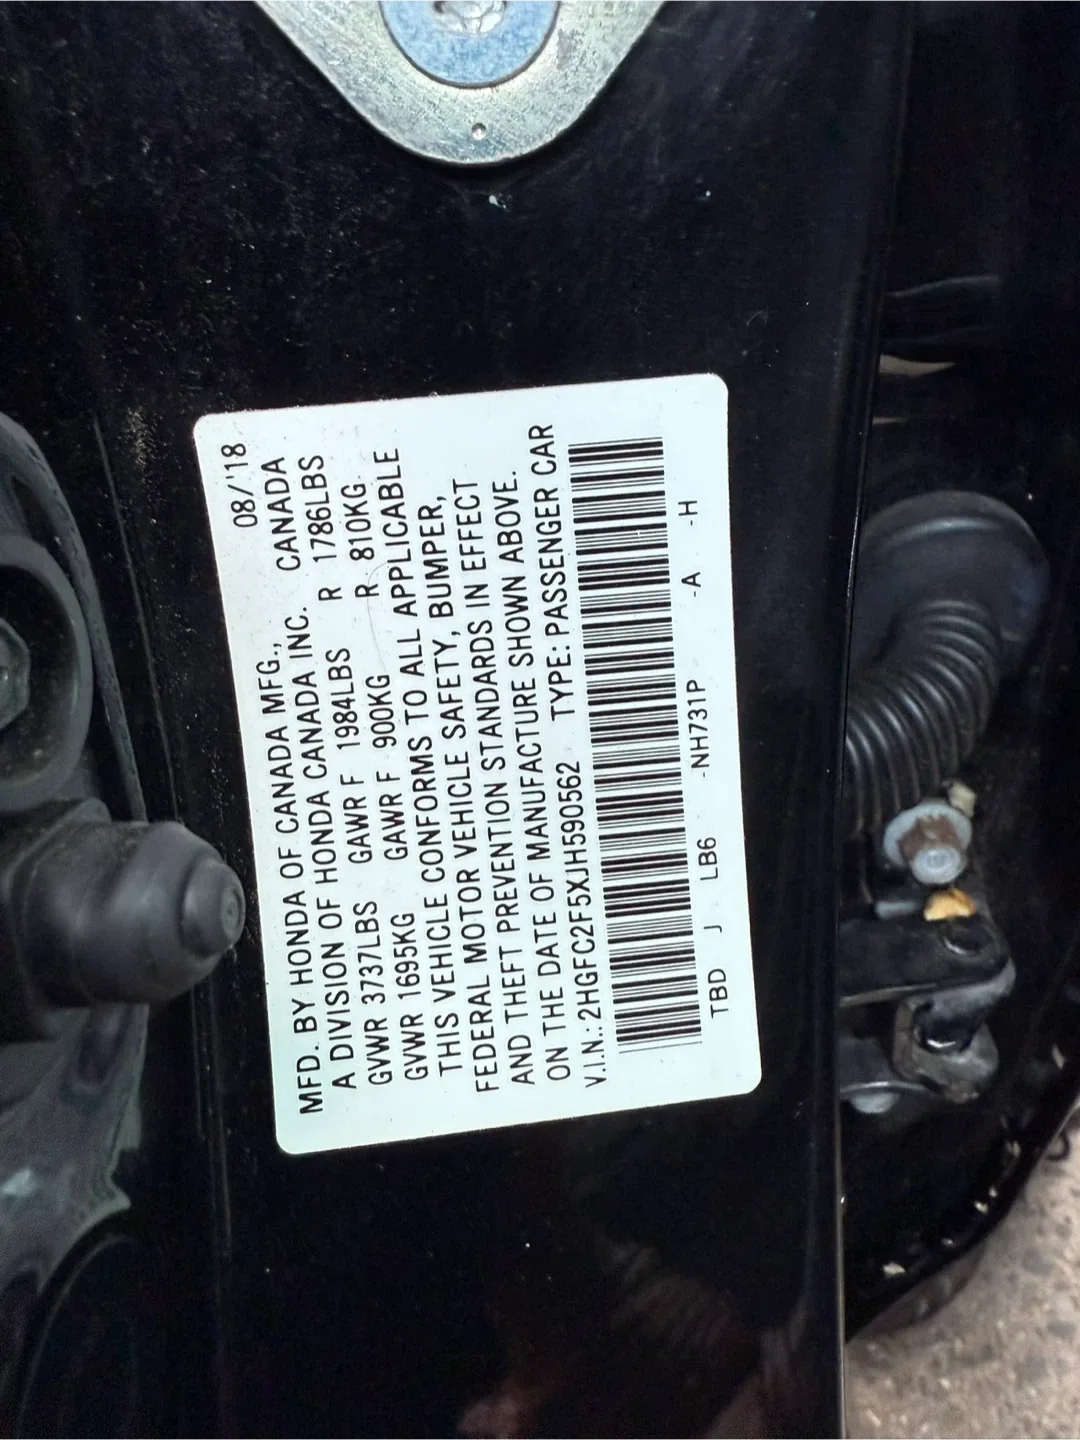 08/'18
MFD. BY HONDA OF CANADA MFG., CANADA
A DIVISION OF HONDA CANADA INC.
GVWR 3737LBS GAWR F 1984LBS R 1786LBS
GVWR 1695KG GAWR F 900KG R 810KG
THIS VEHICLE CONFORMS TO ALL APPLICABLE
FEDERAL MOTOR VEHICLE SAFETY, BUMPER,
AND THEFT PREVENTION STANDARDS IN EFFECT
ON THE DATE OF MANUFACTURE SHOWN ABOVE.
V.I.N.: 2HGFC2F5XJH590562 TYPE: PASSENGER CAR
TBD J LB6 -NH731P -A -H